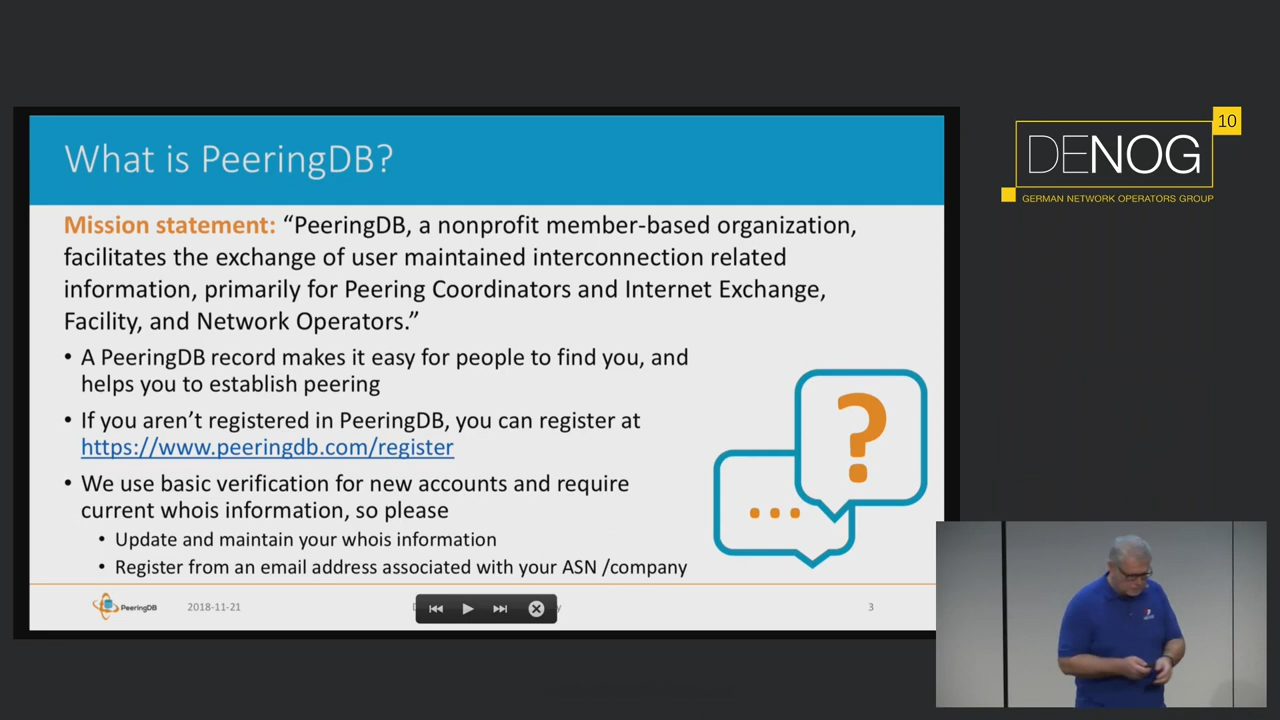 What is PeeringDB?
Mission statement: “PeeringDB, a nonprofit member-based organization,
facilitates the exchange of user maintained interconnection related
information, primarily for Peering Coordinators and Internet Exchange,
Facility, and Network Operators.”
• A PeeringDB record makes it easy for people to find you, and
helps you to establish peering
• If you aren’t registered in PeeringDB, you can register at
https://www.peeringdb.com/register
• We use basic verification for new accounts and require
current whois information, so please
• Update and maintain your whois information
• Register from an email address associated with your ASN /company
PeeringDB
2018-11-21
3
10
DENOG
GERMAN NETWORK OPERATORS GROUP